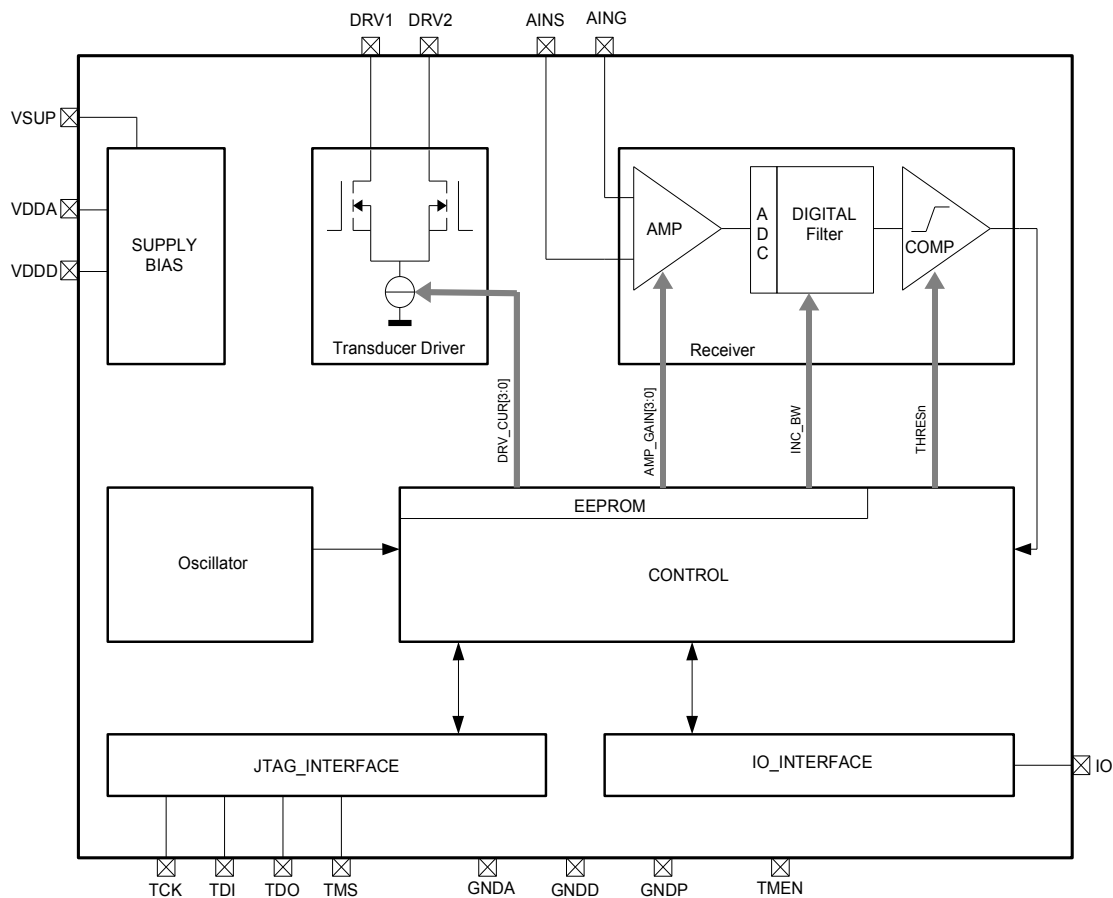 DRV1 DRV2 AINS AING
VSUP
VDDA
VDDD
SUPPLY
BIAS
Transducer Driver
AMP
A
D
C
DIGITAL
Filter
COMP
Receiver
DRV_CUR[3:0]
AMP_GAIN[3:0]
INC_BW
THRESn
EEPROM
Oscillator
CONTROL
JTAG_INTERFACE
IO_INTERFACE
IO
TCK TDI TDO TMS GNDA GNDD GNDP TMEN